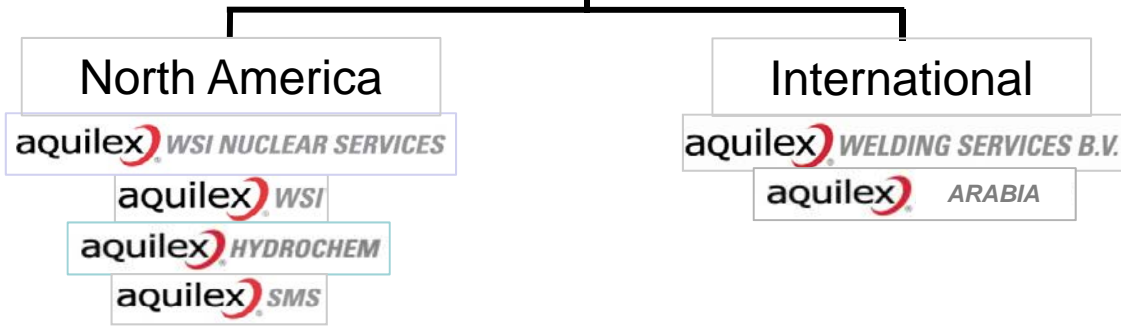 North America
aquilex WSI NUCLEAR SERVICES
aquilex WSI
aquilex HYDROCHEM
aquilex SMS
International
aquilex WELDING SERVICES B.V.
aquilex ARABIA